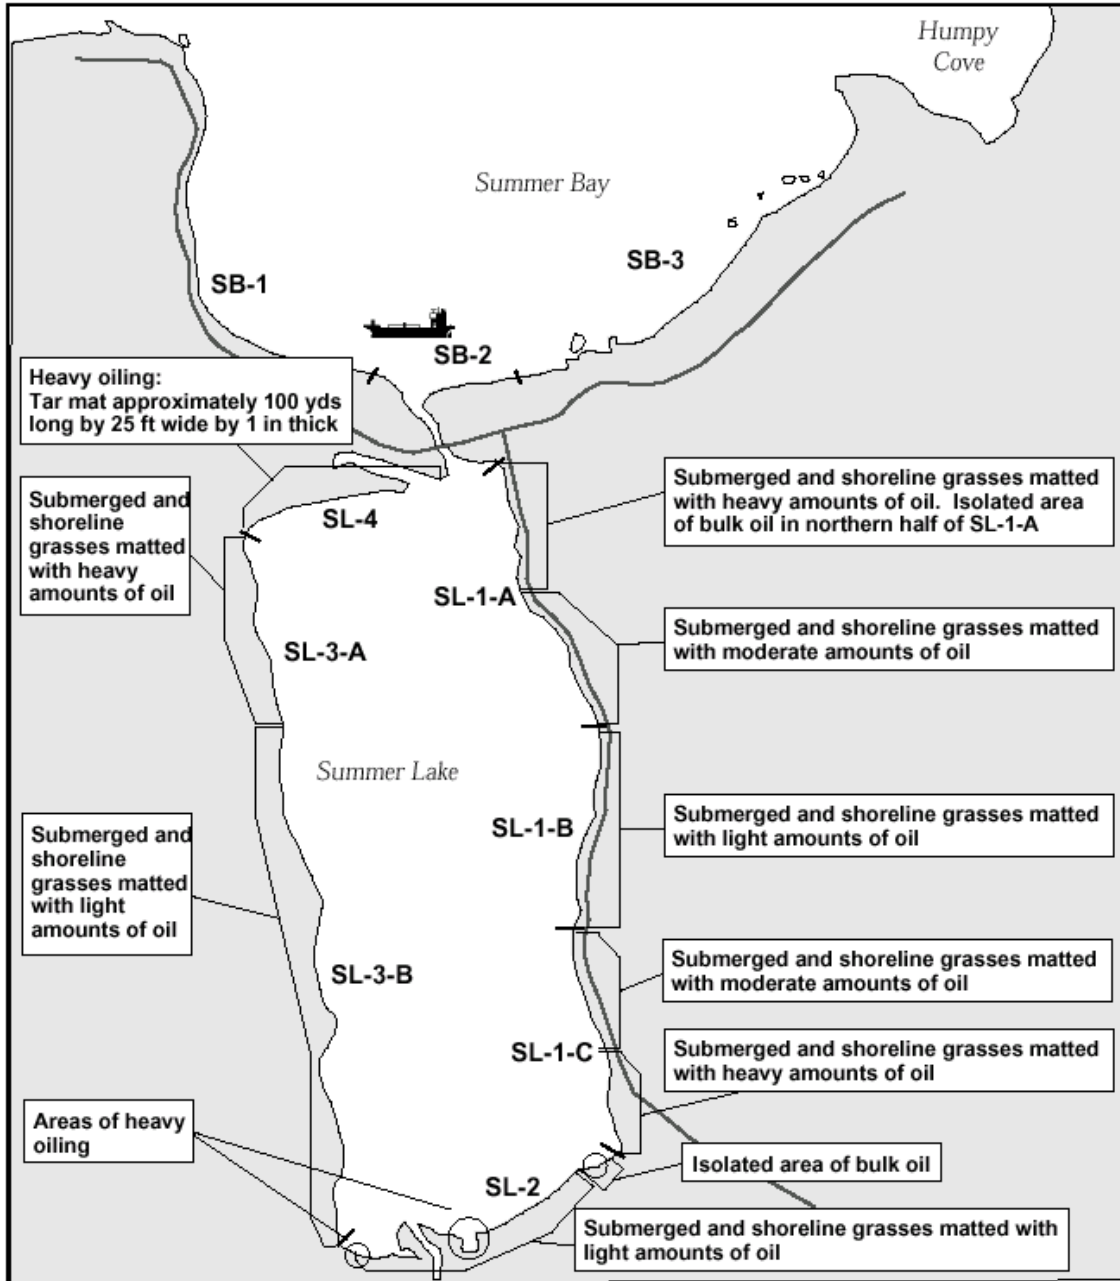 Humpy
Cove
Summer Bay
SB-3
SB-1
SB-2
Heavy oiling:
Tar mat approximately 100 yds
long by 25 ft wide by 1 in thick
Submerged and
shoreline
grasses matted
with heavy
amounts of oil
SL-4
Submerged and shoreline grasses matted
with heavy amounts of oil.  Isolated area
of bulk oil in northern half of SL-1-A
SL-1-A
Submerged and shoreline grasses matted
with moderate amounts of oil
SL-3-A
Summer Lake
Submerged and shoreline grasses matted
with light amounts of oil
SL-1-B
Submerged and
shoreline
grasses matted
with light
amounts of oil
SL-3-B
Submerged and shoreline grasses matted
with moderate amounts of oil
SL-1-C
Submerged and shoreline grasses matted
with heavy amounts of oil
Areas of heavy
oiling
Isolated area of bulk oil
SL-2
Submerged and shoreline grasses matted with
light amounts of oil